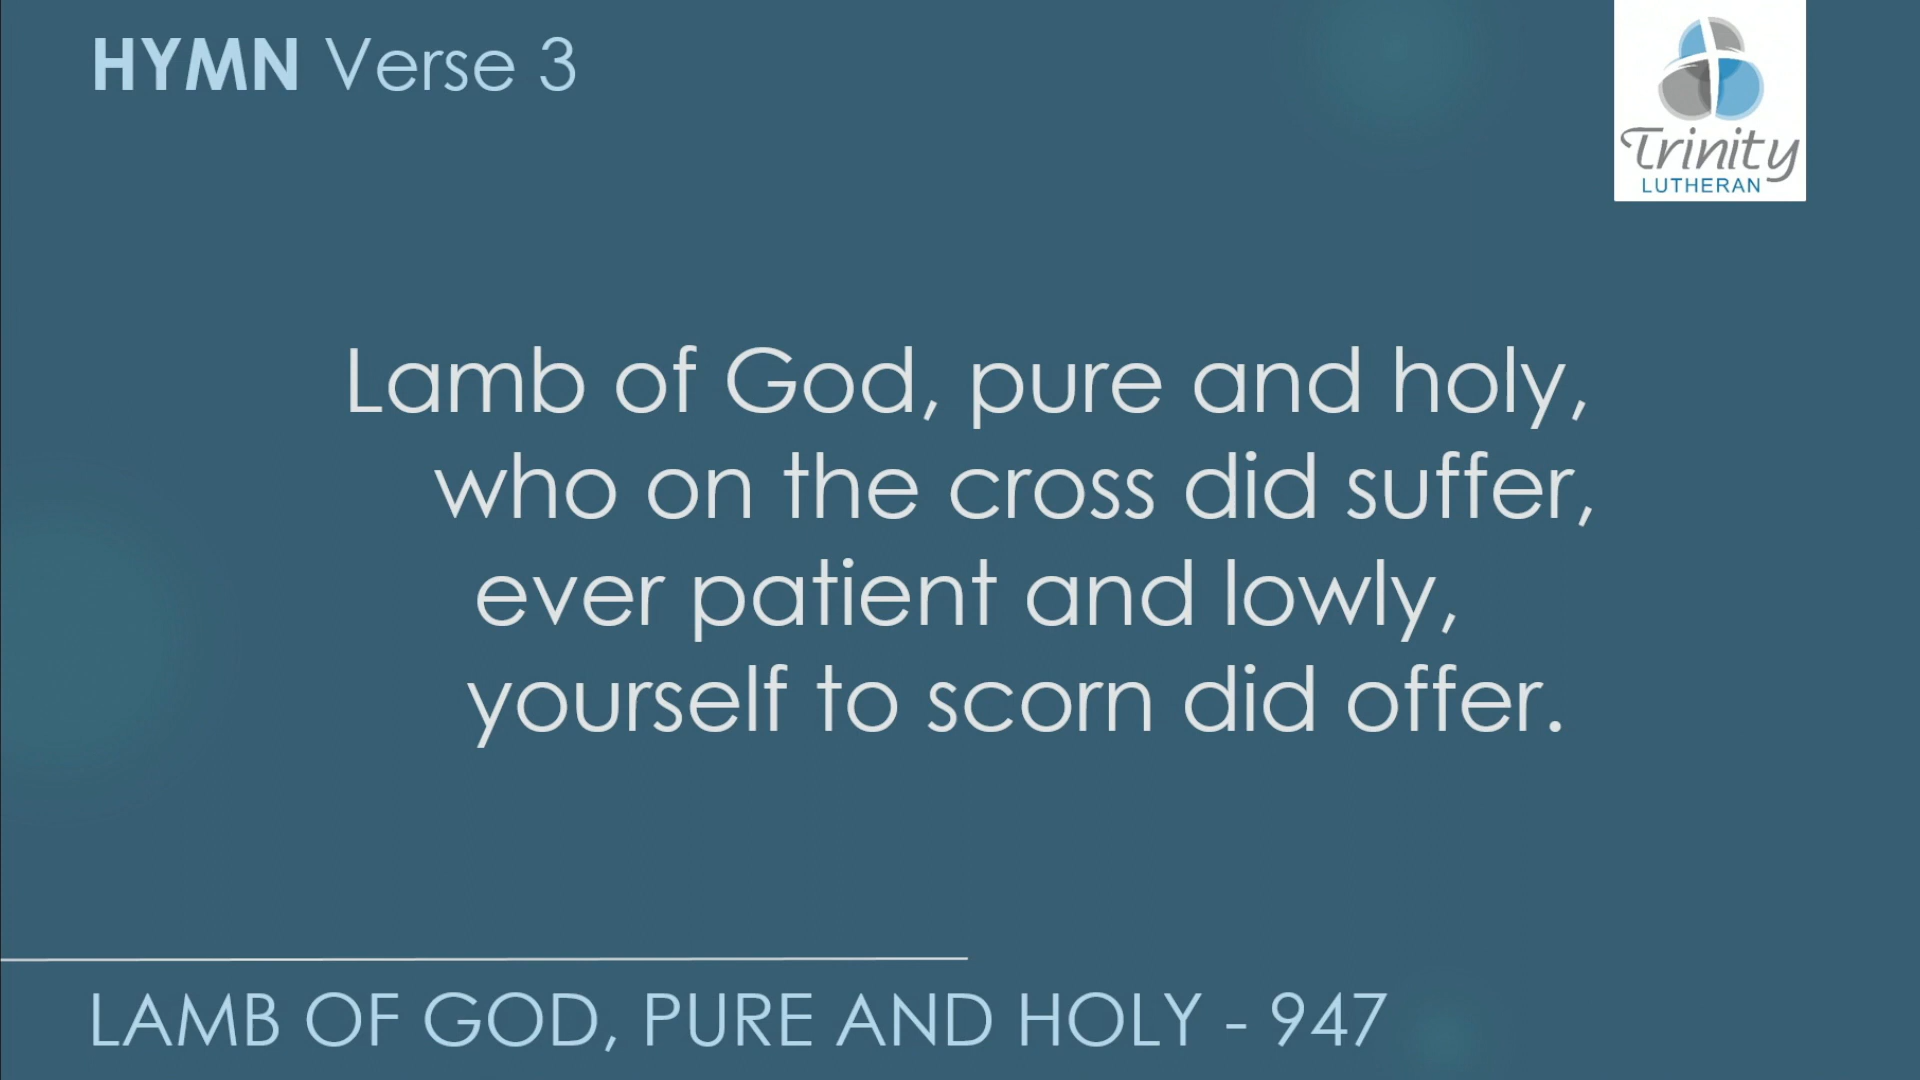 HYMN Verse 3
Trinity
LUTHERAN
Lamb of God, pure and holy,
who on the cross did suffer,
ever patient and lowly,
yourself to scorn did offer.
LAMB OF GOD, PURE AND HOLY - 947